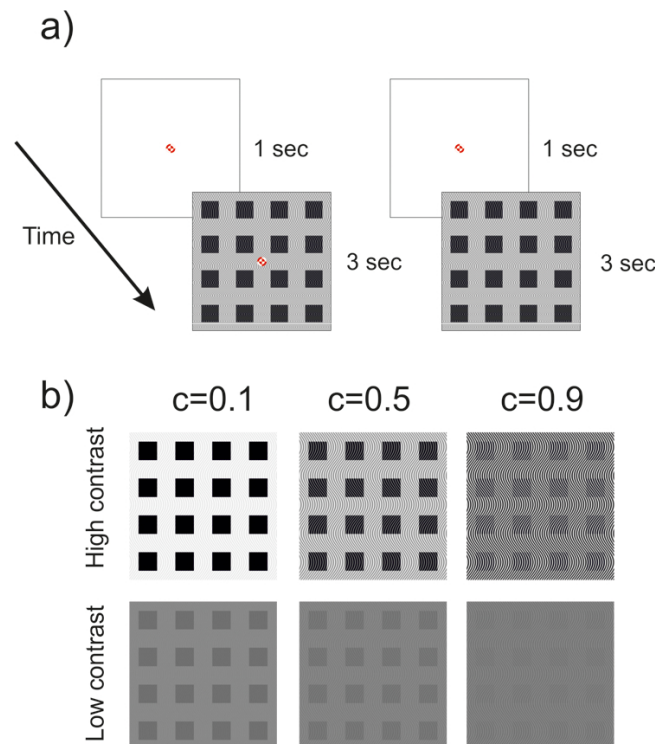 a)
1 sec
1 sec
Time
3 sec
3 sec
b)
c=0.1
c=0.5
c=0.9
High contrast
Low contrast